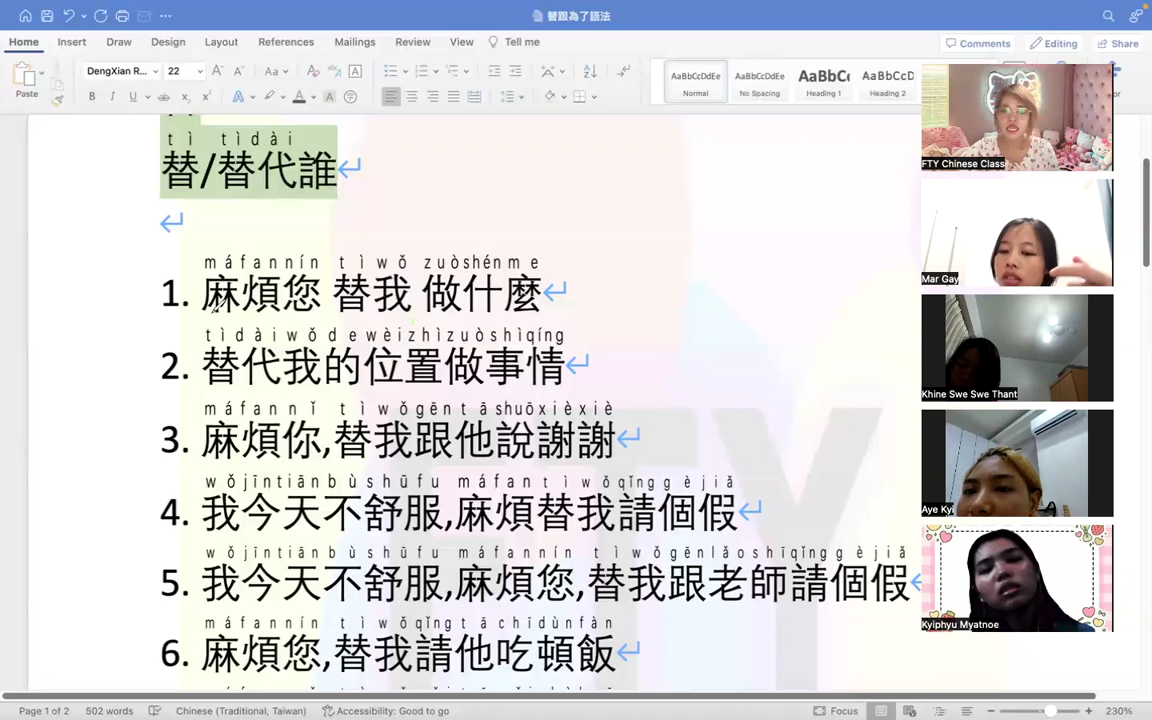 替跟為了語法
Home Insert Draw Design Layout References Mailings Review View Tell me
Comments Editing Share
Paste
DengXian R... 22
AaBbCcDdEe AaBbCcDdEe AaBbC AaBbCcD
Normal No Spacing Heading 1 Heading 2
FTY Chinese Class
tì tìdài
替/替代誰
máfannín tìwǒ zuòshénme
1. 麻煩您 替我 做什麼
tìdàiwǒdewèizhìzuòshìqíng
2. 替代我的位置做事情
máfannǐ tìwǒgēntāshuōxièxiè
3. 麻煩你,替我跟他說謝謝
wǒjīntiānbùshūfu máfantìwǒqǐnggèjiǎ
4. 我今天不舒服,麻煩替我請個假
wǒjīntiānbùshūfu máfannín tìwǒgēnlǎoshīqǐnggèjiǎ
5. 我今天不舒服,麻煩您,替我跟老師請個假
máfannín tìwǒqǐngtāchīdùnfàn
6. 麻煩您,替我請他吃頓飯
FTY
Mar Gay
Khine Swe Swe Thant
Aye Kyi
Kyiphyu Myatnoe
Page 1 of 2 502 words Chinese (Traditional, Taiwan) Accessibility: Good to go Focus 230%